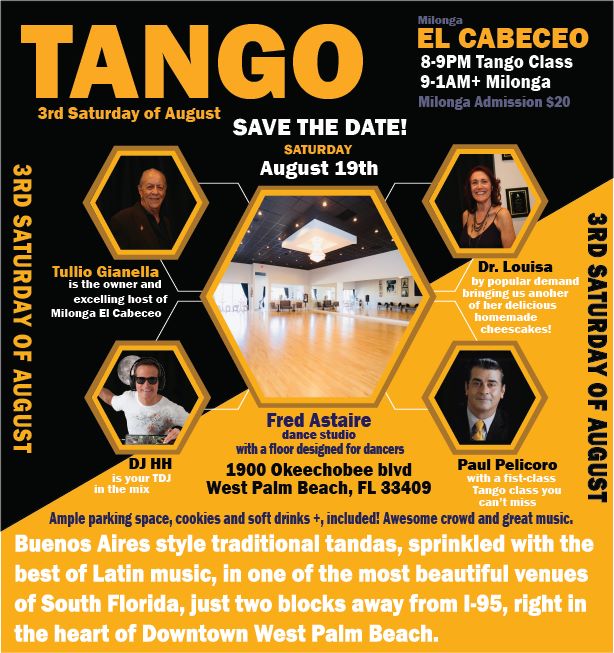 TANGO
3rd Saturday of August
Milonga
EL CABECEO
8-9PM Tango Class
9-1AM+ Milonga
Milonga Admission $20
SAVE THE DATE!
SATURDAY
August 19th
3RD SATURDAY OF AUGUST
Tullio Gianella
is the owner and
excelling host of
Milonga El Cabeceo
Dr. Louisa
by popular demand
bringing us anoher
of her delicious
homemade
cheescakes!
3RD SATURDAY OF AUGUST
DJ HH
is your TDJ
in the mix
Fred Astaire
dance studio
with a floor designed for dancers
1900 Okeechobee blvd
West Palm Beach, FL 33409
Paul Pelicoro
with a fist-class
Tango class you
can't miss
Ample parking space, cookies and soft drinks +, included! Awesome crowd and great music.
Buenos Aires style traditional tandas, sprinkled with the
best of Latin music, in one of the most beautiful venues
of South Florida, just two blocks away from I-95, right in
the heart of Downtown West Palm Beach.